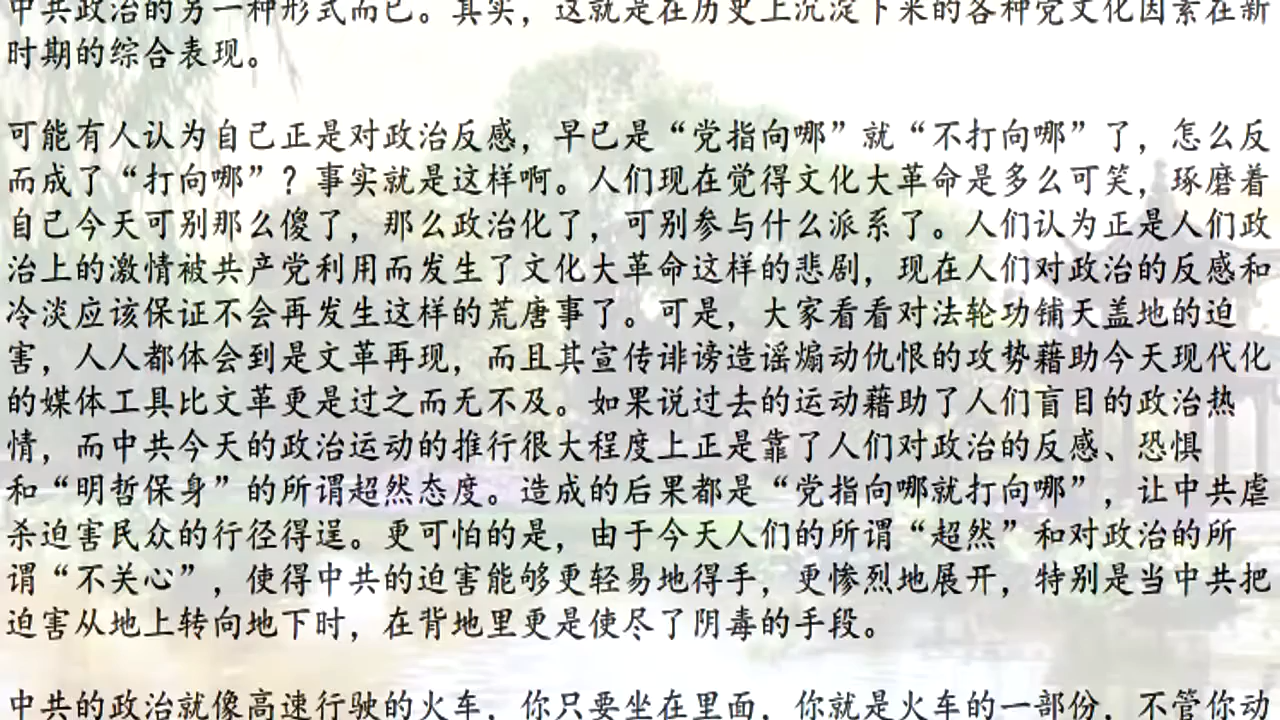 中共政治的另一种形式而已。其实，这就是在历史上沉淀下来的各种党文化因素在新
时期的综合表现。
可能有人认为自己正是对政治反感，早已是“党指向哪”就“不打向哪”了，怎么反
而成了“打向哪”？事实就是这样啊。人们现在觉得文化大革命是多么可笑，琢磨着
自己今天可别那么傻了，那么政治化了，可别参与什么派系了。人们认为正是人们政
治上的激情被共产党利用而发生了文化大革命这样的悲剧，现在人们对政治的反感和
冷淡应该保证不会再发生这样的荒唐事了。可是，大家看看对法轮功铺天盖地的迫
害，人人都体会到是文革再现，而且其宣传诽谤造谣煽动仇恨的攻势藉助今天现代化
的媒体工具比文革更是过之而无不及。如果说过去的运动藉助了人们盲目的政治热
情，而中共今天的政治运动的推行很大程度上正是靠了人们对政治的反感、恐惧
和“明哲保身”的所谓超然态度。造成的后果都是“党指向哪就打向哪”，让中共虐
杀迫害民众的行径得逞。更可怕的是，由于今天人们的所谓“超然”和对政治的所
谓“不关心”，使得中共的迫害能够更轻易地得手，更惨烈地展开，特别是当中共把
迫害从地上转向地下时，在背地里更是使尽了阴毒的手段。
中共的政治就像高速行驶的火车，你只要坐在里面，你就是火车的一部份，不管你动